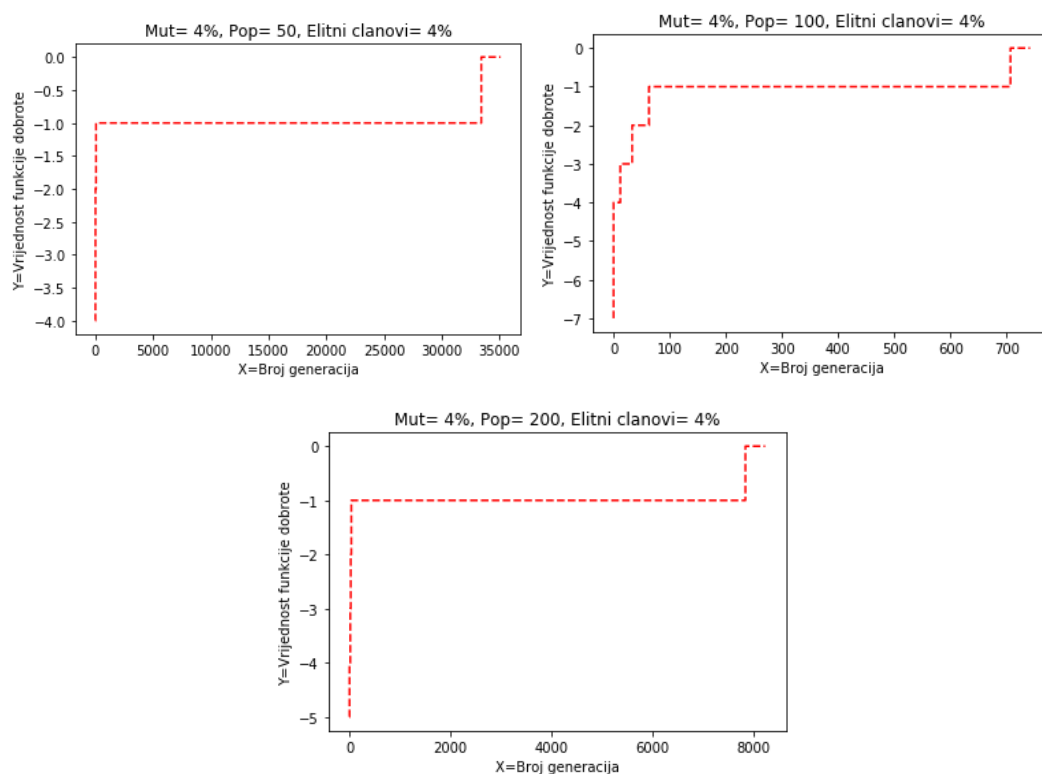 Mut= 4%, Pop= 50, Elitni clanovi= 4%
Y=Vrijednost funkcije dobrote
0.0
−0.5
−1.0
−1.5
−2.0
−2.5
−3.0
−3.5
−4.0
0 5000 10000 15000 20000 25000 30000 35000
X=Broj generacija
Mut= 4%, Pop= 100, Elitni clanovi= 4%
Y=Vrijednost funkcije dobrote
0
−1
−2
−3
−4
−5
−6
−7
0 100 200 300 400 500 600 700
X=Broj generacija
Mut= 4%, Pop= 200, Elitni clanovi= 4%
Y=Vrijednost funkcije dobrote
0
−1
−2
−3
−4
−5
0 2000 4000 6000 8000
X=Broj generacija